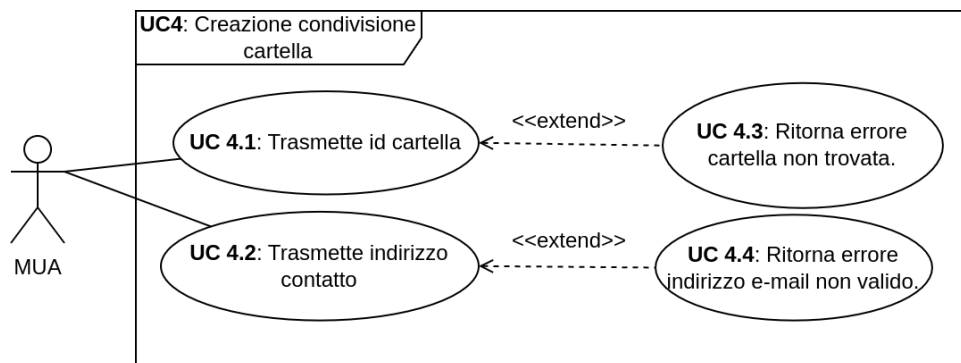 UC4: Creazione condivisione
cartella
UC 4.1: Trasmette id cartella
<<extend>>
UC 4.3: Ritorna errore
cartella non trovata.
MUA
UC 4.2: Trasmette indirizzo
contatto
<<extend>>
UC 4.4: Ritorna errore
indirizzo e-mail non valido.